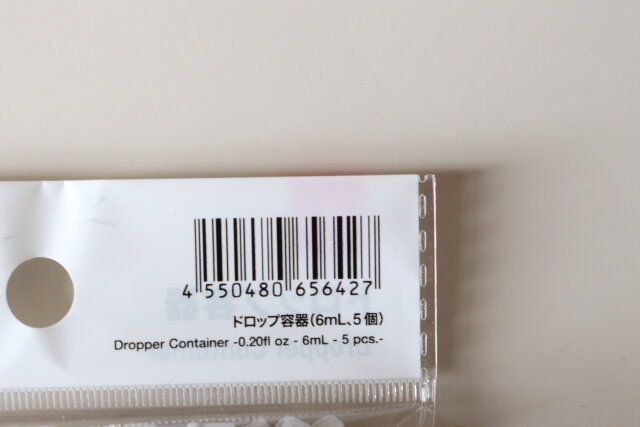 4 550480 656427
ドロップ容器(6mL、5個)
Dropper Container -0.20fl oz - 6mL - 5 pcs.-